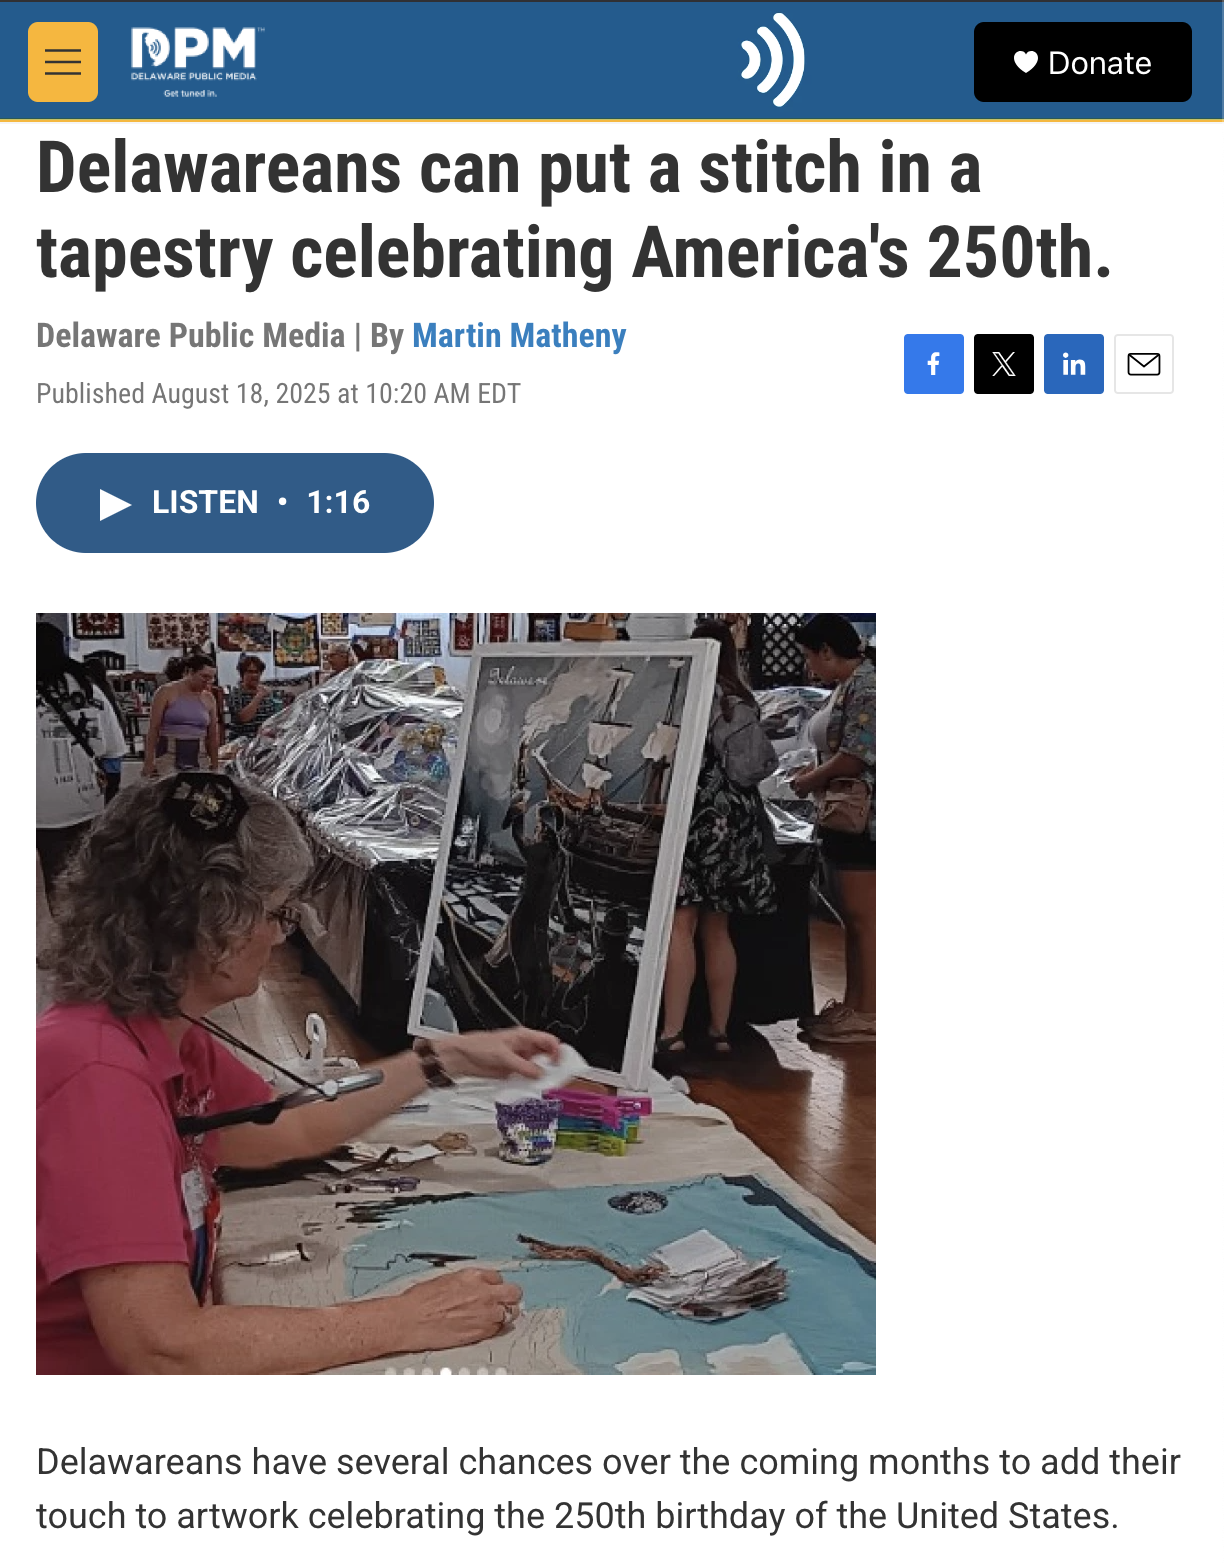 DPM
DELAWARE PUBLIC MEDIA
Get tuned in.
Donate
Delawareans can put a stitch in a
tapestry celebrating America's 250th.
Delaware Public Media | By Martin Matheny
Published August 18, 2025 at 10:20 AM EDT
LISTEN • 1:16
Delaware
Delawareans have several chances over the coming months to add their
touch to artwork celebrating the 250th birthday of the United States.